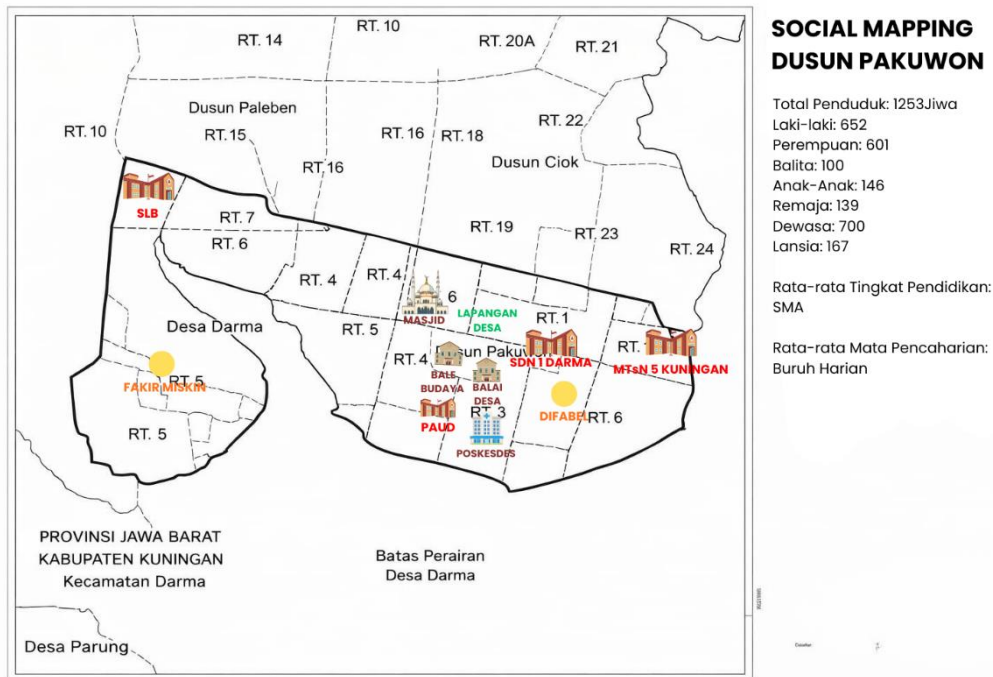 SOCIAL MAPPING
DUSUN PAKUWON
Total Penduduk: 1253Jiwa
Laki-laki: 652
Perempuan: 601
Balita: 100
Anak-Anak: 146
Remaja: 139
Dewasa: 700
Lansia: 167
Rata-rata Tingkat Pendidikan:
SMA
Rata-rata Mata Pencaharian:
Buruh Harian
RT. 14
RT. 10
RT. 20A
RT. 21
Dusun Paleben
RT. 10
RT. 15
RT. 16
RT. 18
RT. 22
RT. 16
Dusun Ciok
SLB
RT. 7
RT. 6
RT. 19
RT. 23
RT. 24
RT. 4
RT. 4
6
MASJID
LAPANGAN
DESA
RT. 1
Desa Darma
RT. 5
RT. 4
Dusun Pakuwon
RT.
SDN 1 DARMA
MTsN 5 KUNINGAN
BALE
BUDAYA
BALAI
DESA
FAKIR MISKIN
RT. 5
PAUD
RT. 3
DIFABEL
RT. 6
RT. 5
POSKESDES
PROVINSI JAWA BARAT
KABUPATEN KUNINGAN
Kecamatan Darma
Batas Perairan
Desa Darma
Desa Parung